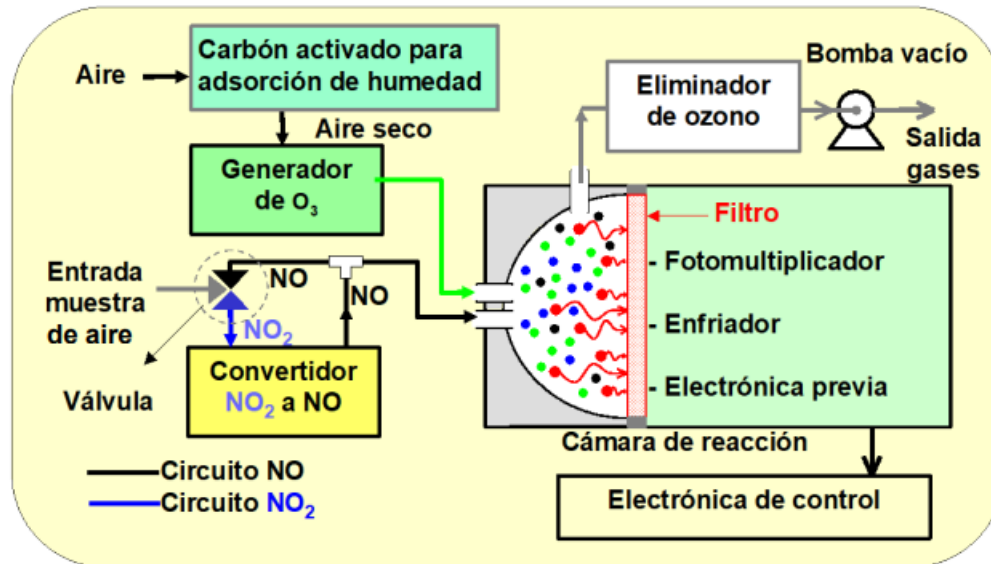 Carbón activado para
adsorción de humedad
Aire
Aire seco
Generador
de O₃
Eliminador
de ozono
Bomba vacío
Salida
gases
Filtro
- Fotomultiplicador
- Enfriador
- Electrónica previa
Entrada
muestra
de aire
NO
NO
NO₂
Válvula
Convertidor
NO₂ a NO
Cámara de reacción
Circuito NO
Circuito NO₂
Electrónica de control